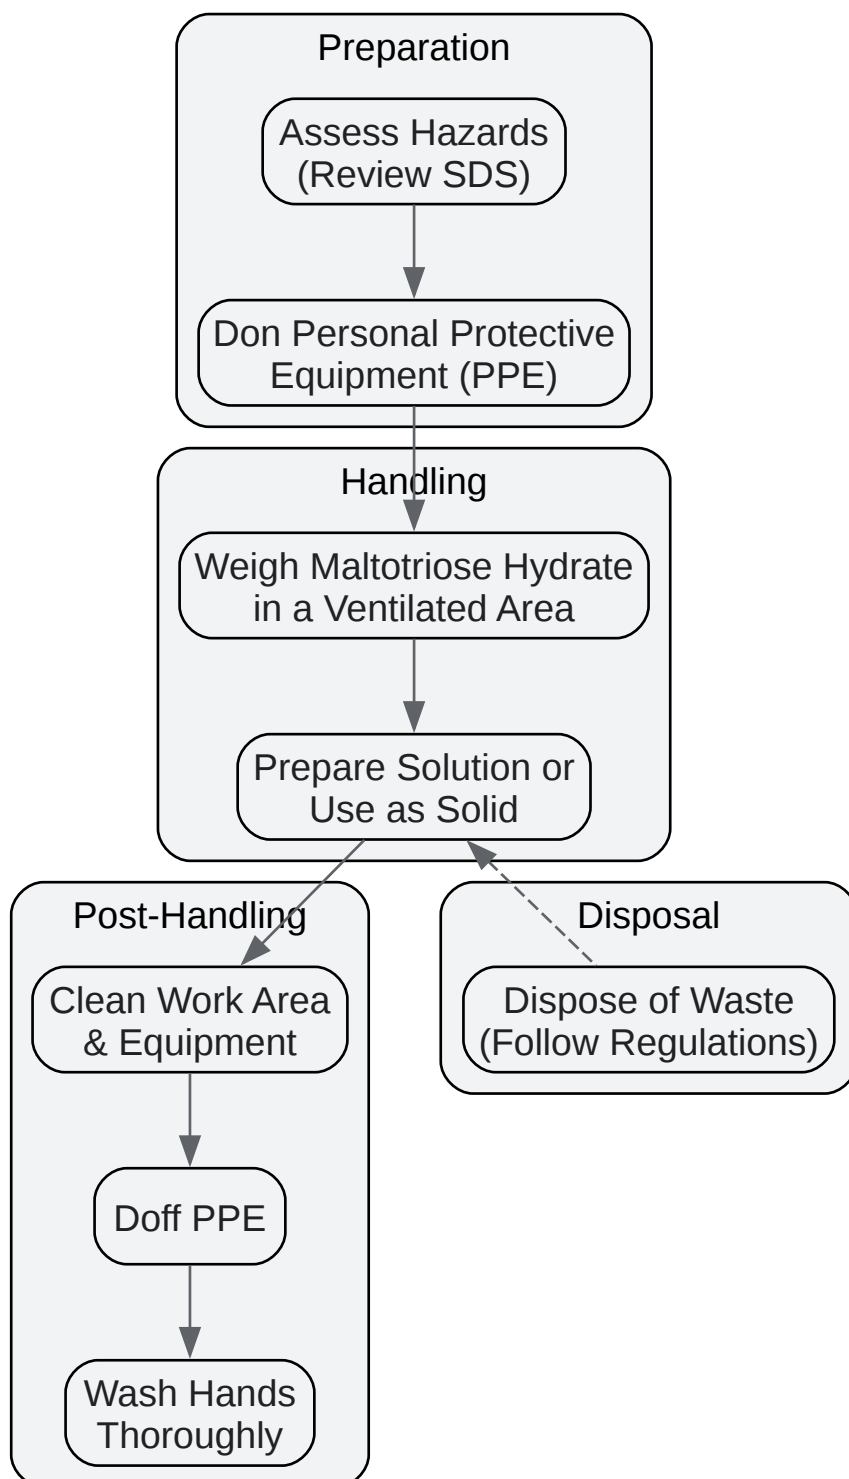 Preparation
Assess Hazards
(Review SDS)
Don Personal Protective
Equipment (PPE)
Handling
Weigh Maltotriose Hydrate
in a Ventilated Area
Prepare Solution or
Use as Solid
Post-Handling
Clean Work Area
& Equipment
Doff PPE
Wash Hands
Thoroughly
Disposal
Dispose of Waste
(Follow Regulations)